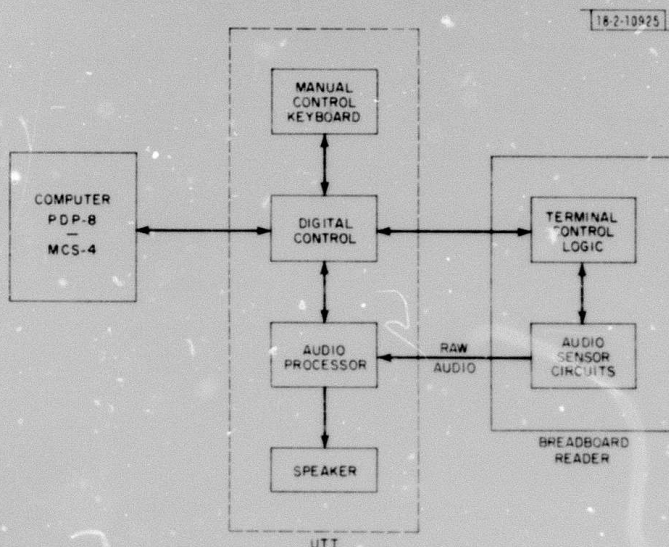 18-2-10925
MANUAL
CONTROL
KEYBOARD
COMPUTER
PDP-8
—
MCS-4
DIGITAL
CONTROL
TERMINAL
CONTROL
LOGIC
AUDIO
PROCESSOR
RAW
AUDIO
AUDIO
SENSOR
CIRCUITS
SPEAKER
BREADBOARD
READER
UTT